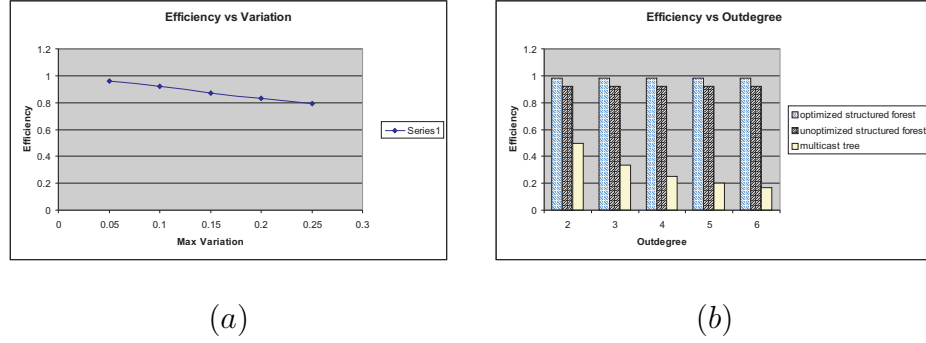 Efficiency vs Variation
1.2
1
0.8
0.6
0.4
0.2
0
0 0.05 0.1 0.15 0.2 0.25 0.3
Max Variation
Efficiency
Series1
(a)
Efficiency vs Outdegree
1.2
1
0.8
0.6
0.4
0.2
0
2 3 4 5 6
Outdegree
Efficiency
optimized structured forest
unoptimized structured forest
multicast tree
(b)